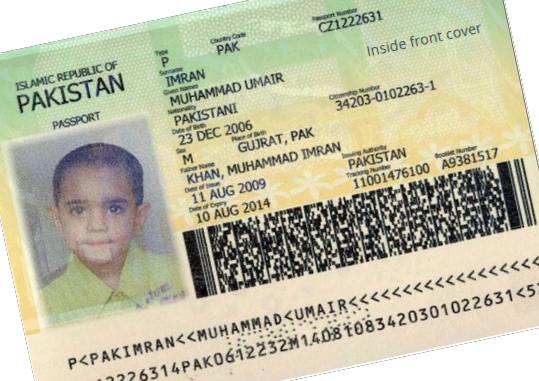 ISLAMIC REPUBLIC OF
PAKISTAN
PASSPORT
Type
P
Country Code
PAK
Passport Number
CZ1222631
Inside front cover
Surname
IMRAN
Given Names
MUHAMMAD UMAIR
Nationality
PAKISTANI
Citizenship Number
34203-0102263-1
Date of Birth
23 DEC 2006
Sex
M
Place of Birth
GUJRAT, PAK
Father Name
KHAN, MUHAMMAD IMRAN
Date of Issue
11 AUG 2009
Issuing Authority
PAKISTAN
Date of Expiry
10 AUG 2014
Tracking Number
11001476100
Booklet Number
A9381517
P<PAKIMRAN<<MUHAMMAD<UMAIR<<<<<<<<<<<<<<<<
2226314PAK0612232M14081083420301022631<5